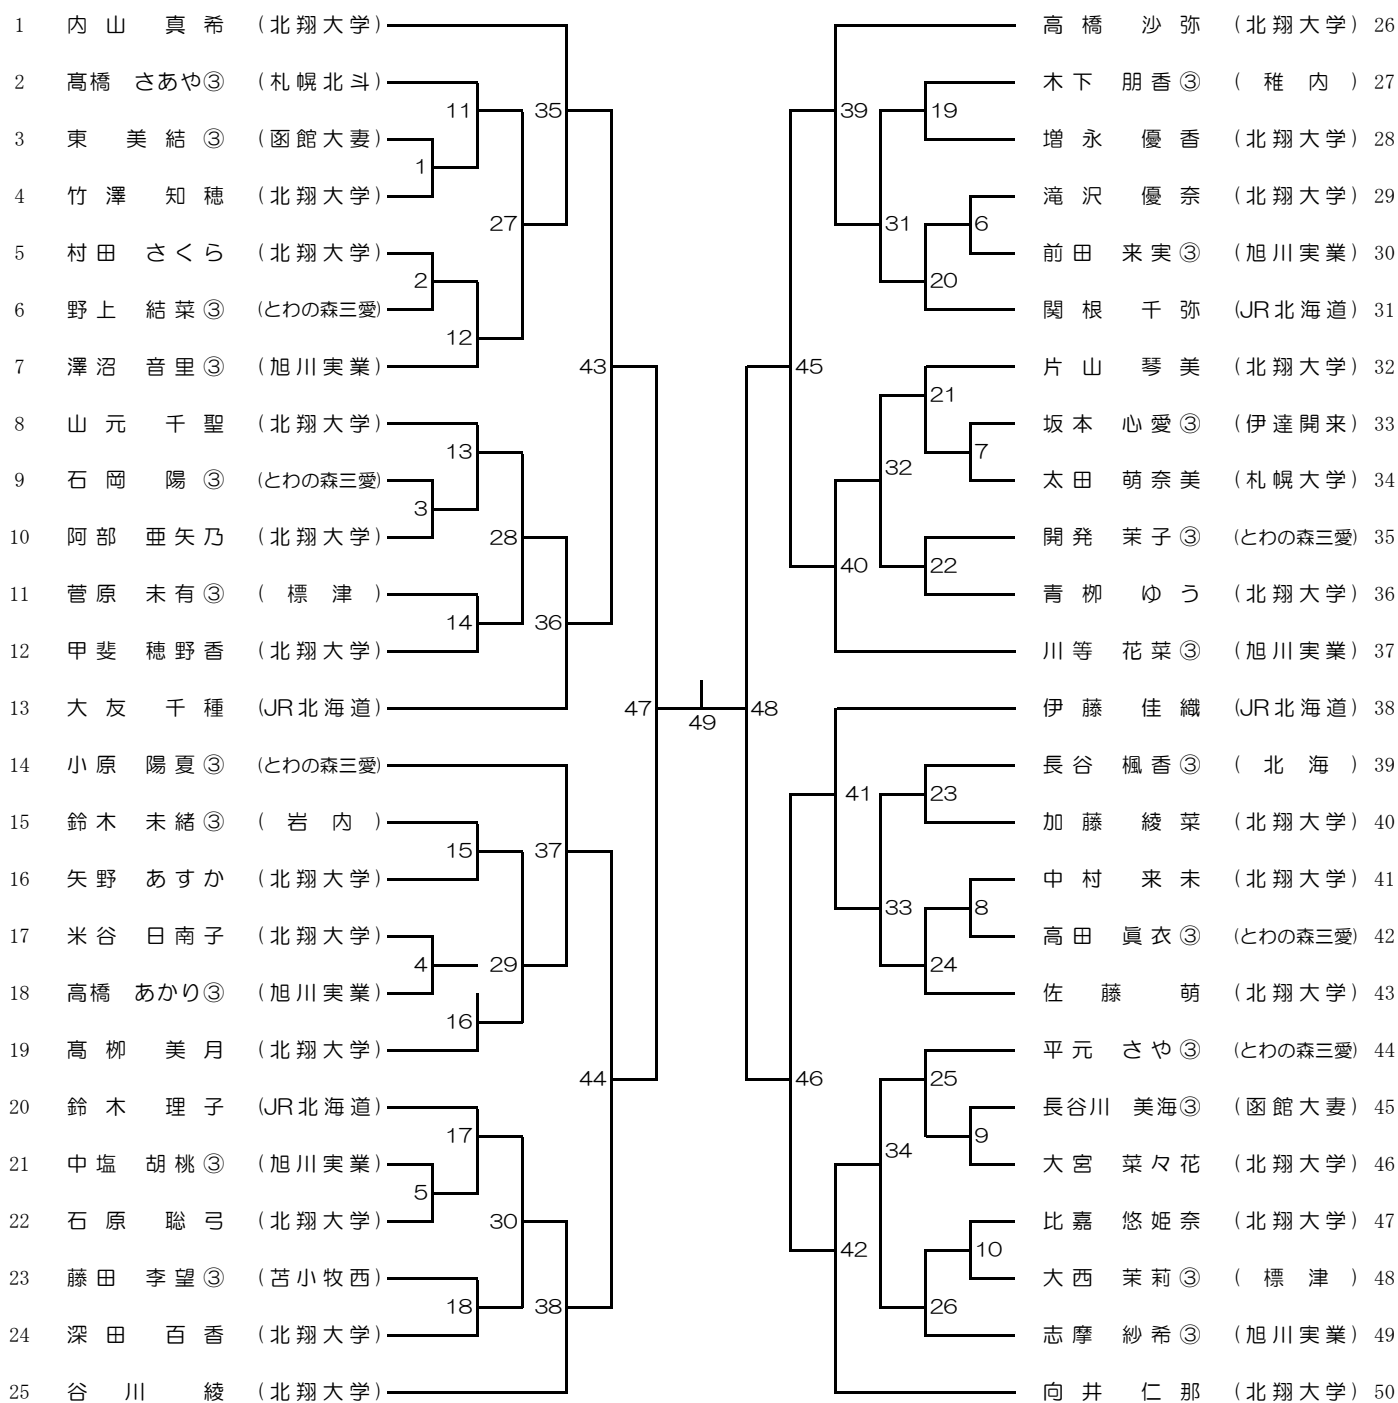 1 内山 真希 (北翔大学)
2 髙橋 さあや③ (札幌北斗)
3 東 美結③ (函館大妻)
4 竹澤 知穂 (北翔大学)
5 村田 さくら (北翔大学)
6 野上 結菜③ (とわの森三愛)
7 澤沼 音里③ (旭川実業)
8 山元 千聖 (北翔大学)
9 石岡 陽③ (とわの森三愛)
10 阿部 亜矢乃 (北翔大学)
11 菅原 未有③ (標津)
12 甲斐 穂野香 (北翔大学)
13 大友 千種 (JR北海道)
14 小原 陽夏③ (とわの森三愛)
15 鈴木 未緒③ (岩内)
16 矢野 あすか (北翔大学)
17 米谷 日南子 (北翔大学)
18 高橋 あかり③ (旭川実業)
19 髙栁 美月 (北翔大学)
20 鈴木 理子 (JR北海道)
21 中塩 胡桃③ (旭川実業)
22 石原 聡弓 (北翔大学)
23 藤田 李望③ (苫小牧西)
24 深田 百香 (北翔大学)
25 谷川 綾 (北翔大学)
11
1
35
27
2
12
43
13
3
28
14
36
47
49
15
37
4
29
16
44
17
5
30
18
38
39
19
31
6
20
45
21
7
32
40
22
48
41
23
33
8
24
46
25
9
34
42
10
26
高橋 沙弥 (北翔大学) 26
木下 朋香③ (稚内) 27
増永 優香 (北翔大学) 28
滝沢 優奈 (北翔大学) 29
前田 来実③ (旭川実業) 30
関根 千弥 (JR北海道) 31
片山 琴美 (北翔大学) 32
坂本 心愛③ (伊達開来) 33
太田 萌奈美 (札幌大学) 34
開発 茉子③ (とわの森三愛) 35
青栁 ゆう (北翔大学) 36
川等 花菜③ (旭川実業) 37
伊藤 佳織 (JR北海道) 38
長谷 楓香③ (北海) 39
加藤 綾菜 (北翔大学) 40
中村 来未 (北翔大学) 41
高田 眞衣③ (とわの森三愛) 42
佐藤 萌 (北翔大学) 43
平元 さや③ (とわの森三愛) 44
長谷川 美海③ (函館大妻) 45
大宮 菜々花 (北翔大学) 46
比嘉 悠姫奈 (北翔大学) 47
大西 茉莉③ (標津) 48
志摩 紗希③ (旭川実業) 49
向井 仁那 (北翔大学) 50